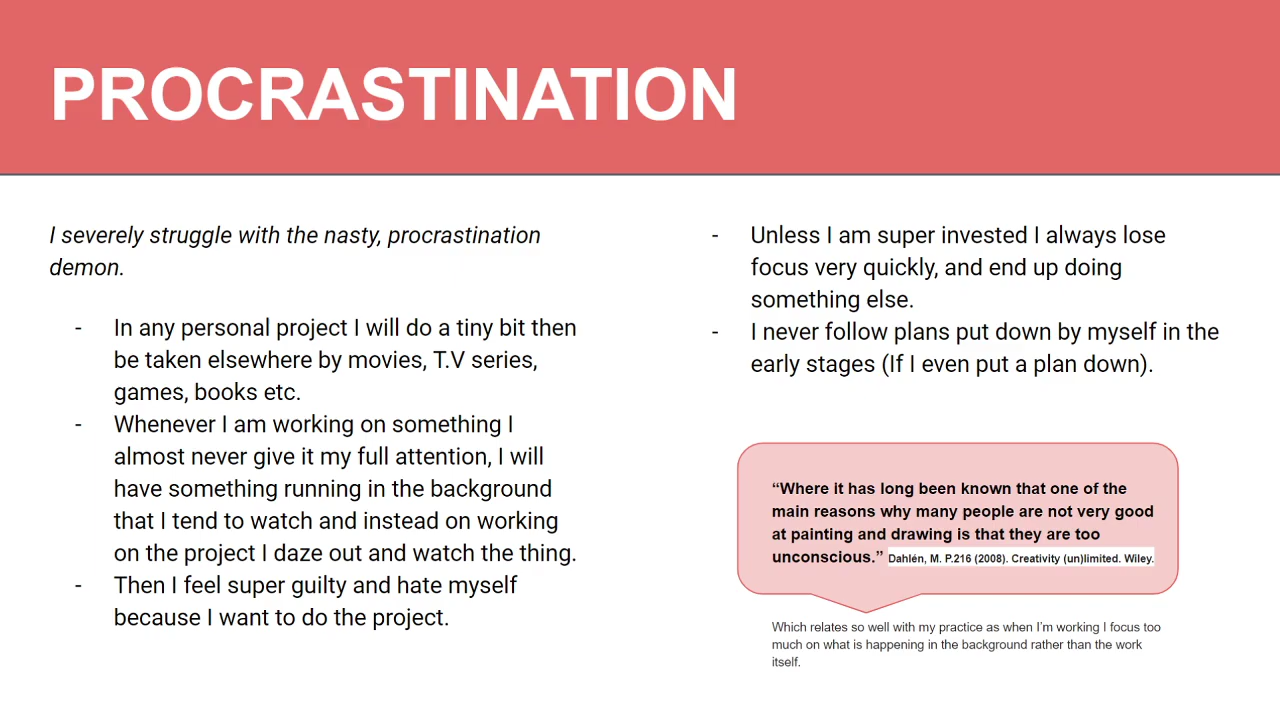 PROCRASTINATION
I severely struggle with the nasty, procrastination
demon.
- In any personal project I will do a tiny bit then
be taken elsewhere by movies, T.V series,
games, books etc.
- Whenever I am working on something I
almost never give it my full attention, I will
have something running in the background
that I tend to watch and instead on working
on the project I daze out and watch the thing.
- Then I feel super guilty and hate myself
because I want to do the project.
- Unless I am super invested I always lose
focus very quickly, and end up doing
something else.
- I never follow plans put down by myself in the
early stages (If I even put a plan down).
“Where it has long been known that one of the
main reasons why many people are not very good
at painting and drawing is that they are too
unconscious.” Dahlén, M. P.216 (2008). Creativity (un)limited. Wiley.
Which relates so well with my practice as when I’m working I focus too
much on what is happening in the background rather than the work
itself.